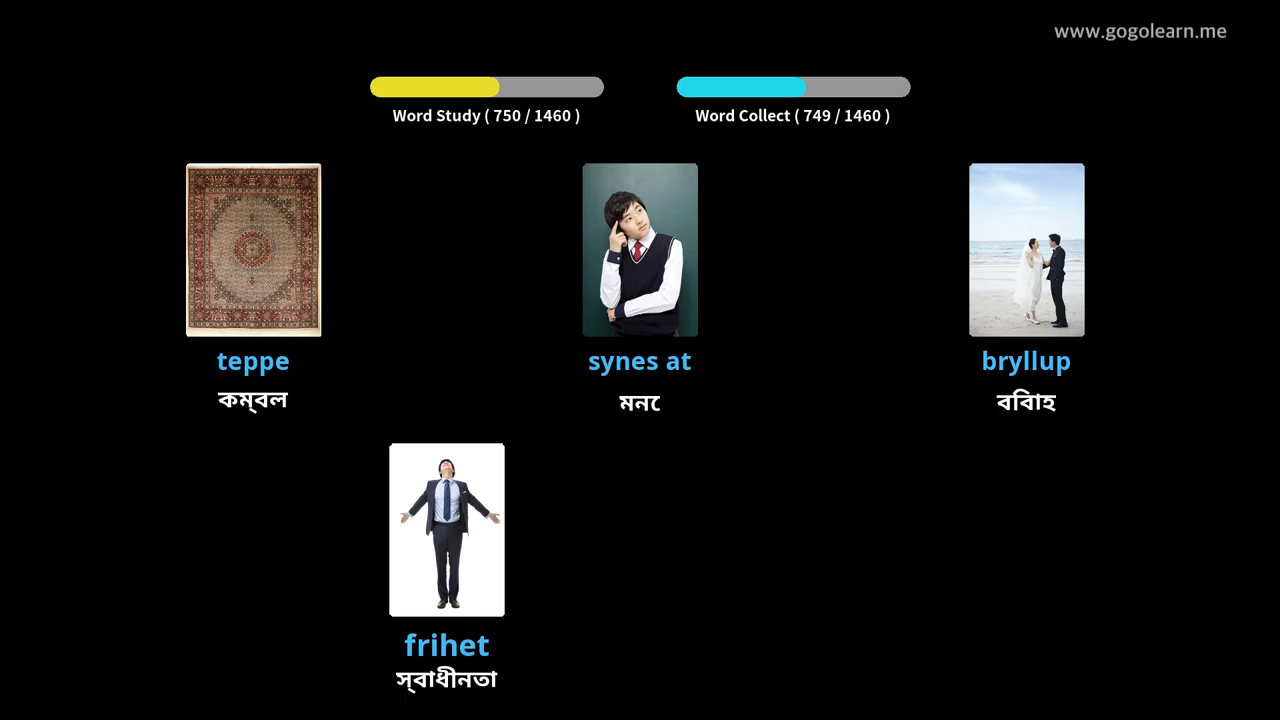 www.gogolearn.me
Word Study ( 750 / 1460 )
Word Collect ( 749 / 1460 )
teppe
কম্বল
synes at
মনে
bryllup
বিবাহ
frihet
স্বাধীনতা